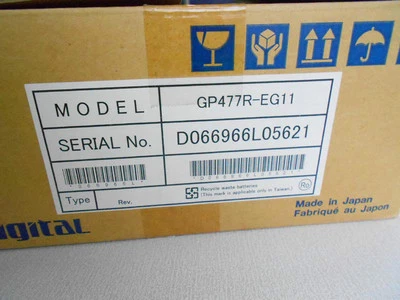 MODEL GP477R-EG11
SERIAL No. D066966L05621
Type Rev.
Recycle waste batteries
(This mark is applicable only in Taiwan.)
Made in Japan
Fabriqué au Japon
Digital